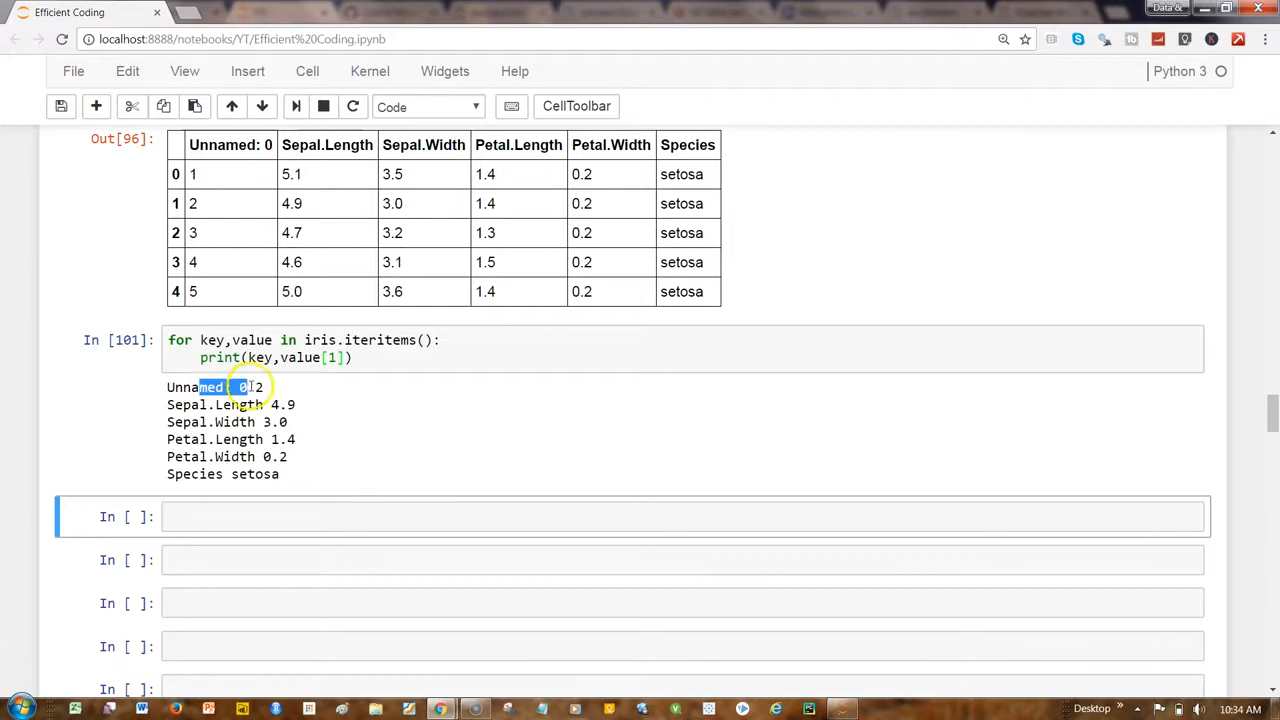 Efficient Coding
Data &
localhost:8888/notebooks/YT/Efficient%20Coding.ipynb
File Edit View Insert Cell Kernel Widgets Help
Python 3
Code
CellToolbar
Out[96]:
Unnamed: 0 Sepal.Length Sepal.Width Petal.Length Petal.Width Species
0 1 5.1 3.5 1.4 0.2 setosa
1 2 4.9 3.0 1.4 0.2 setosa
2 3 4.7 3.2 1.3 0.2 setosa
3 4 4.6 3.1 1.5 0.2 setosa
4 5 5.0 3.6 1.4 0.2 setosa
In [101]: for key,value in iris.iteritems():
print(key,value[1])
Unnamed: 0 2
Sepal.Length 4.9
Sepal.Width 3.0
Petal.Length 1.4
Petal.Width 0.2
Species setosa
In [ ]:
In [ ]:
In [ ]:
In [ ]:
In [ ]:
Desktop
10:34 AM